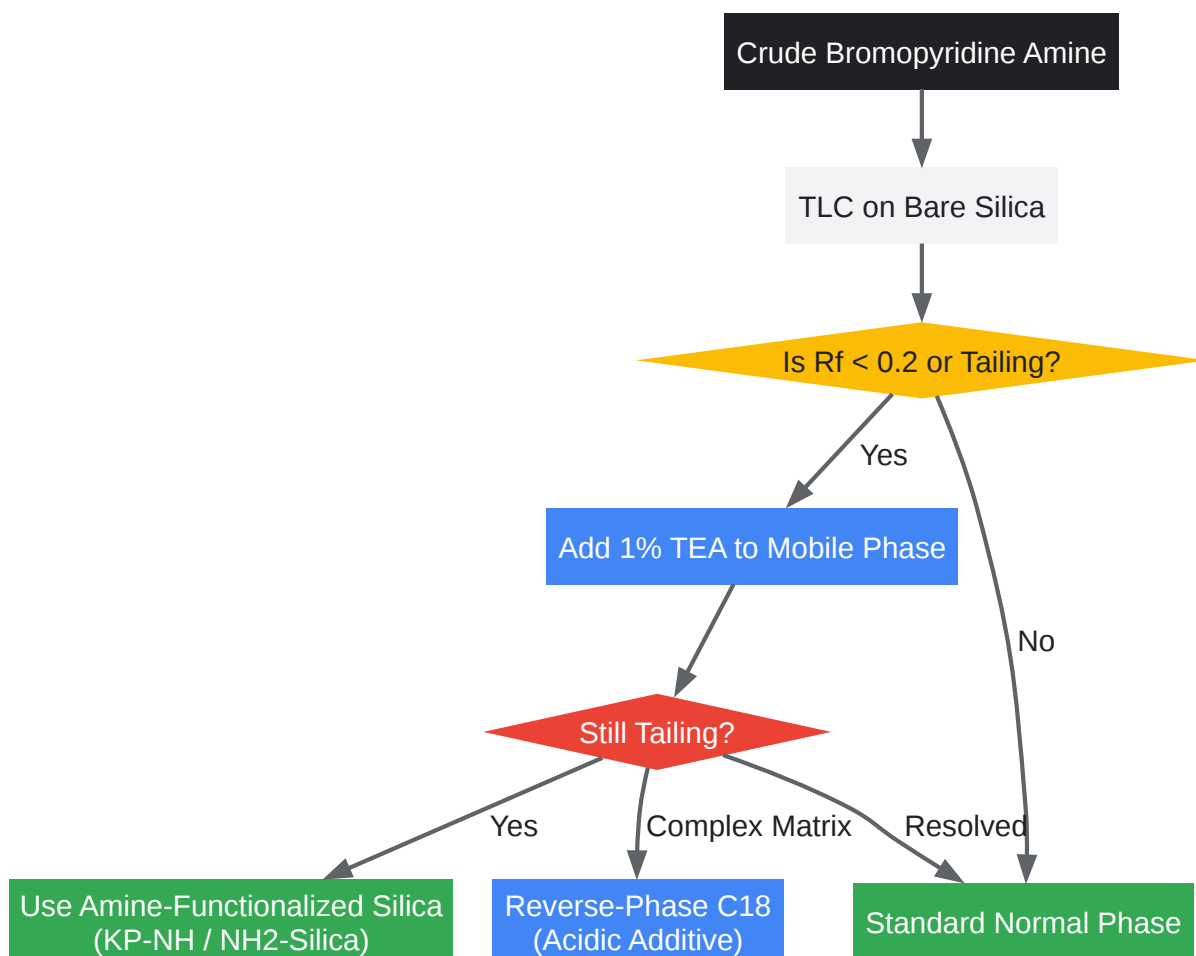 Crude Bromopyridine Amine
TLC on Bare Silica
Is Rf < 0.2 or Tailing?
Yes
Add 1% TEA to Mobile Phase
No
Still Tailing?
Yes
Complex Matrix
Resolved
Use Amine-Functionalized Silica
(KP-NH / NH2-Silica)
Reverse-Phase C18
(Acidic Additive)
Standard Normal Phase